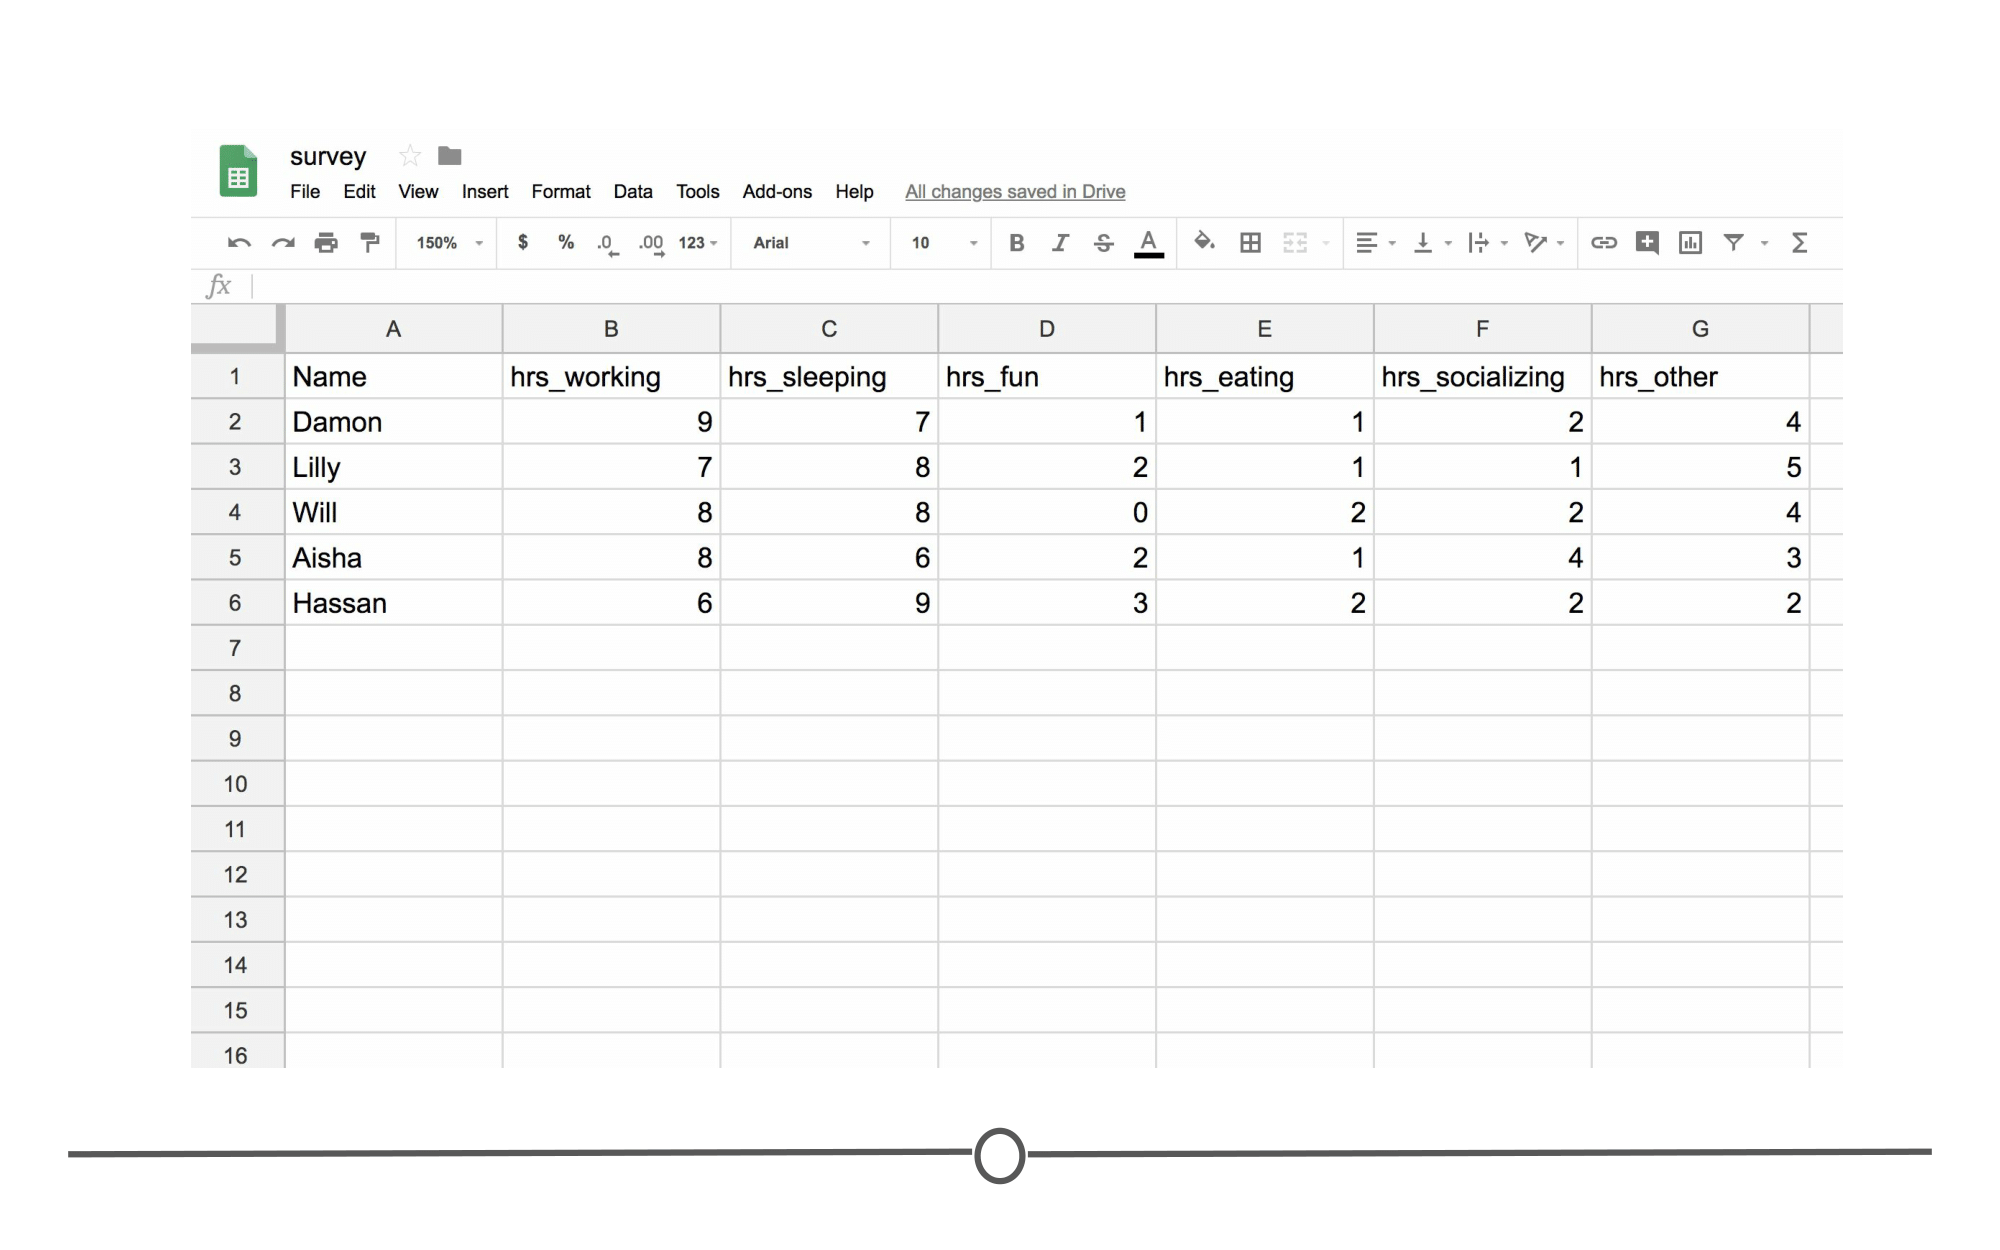 survey
File Edit View Insert Format Data Tools Add-ons Help All changes saved in Drive
150% $ % .0 .00 123 Arial 10 B I S A Σ
fx
A B C D E F G
1 Name hrs_working hrs_sleeping hrs_fun hrs_eating hrs_socializing hrs_other
2 Damon 9 7 1 1 2 4
3 Lilly 7 8 2 1 1 5
4 Will 8 8 0 2 2 4
5 Aisha 8 6 2 1 4 3
6 Hassan 6 9 3 2 2 2
7
8
9
10
11
12
13
14
15
16